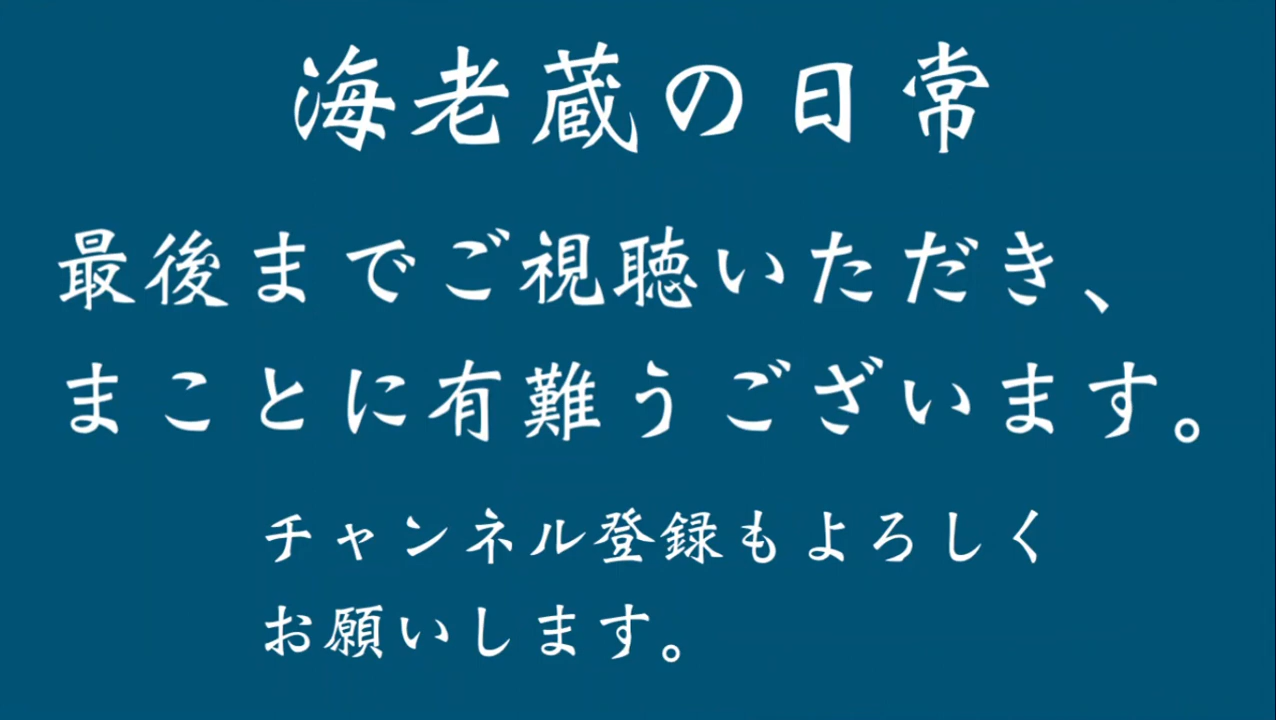 海老蔵の日常
最後までご視聴いただき、
まことに有難うございます。
チャンネル登録もよろしく
お願いします。